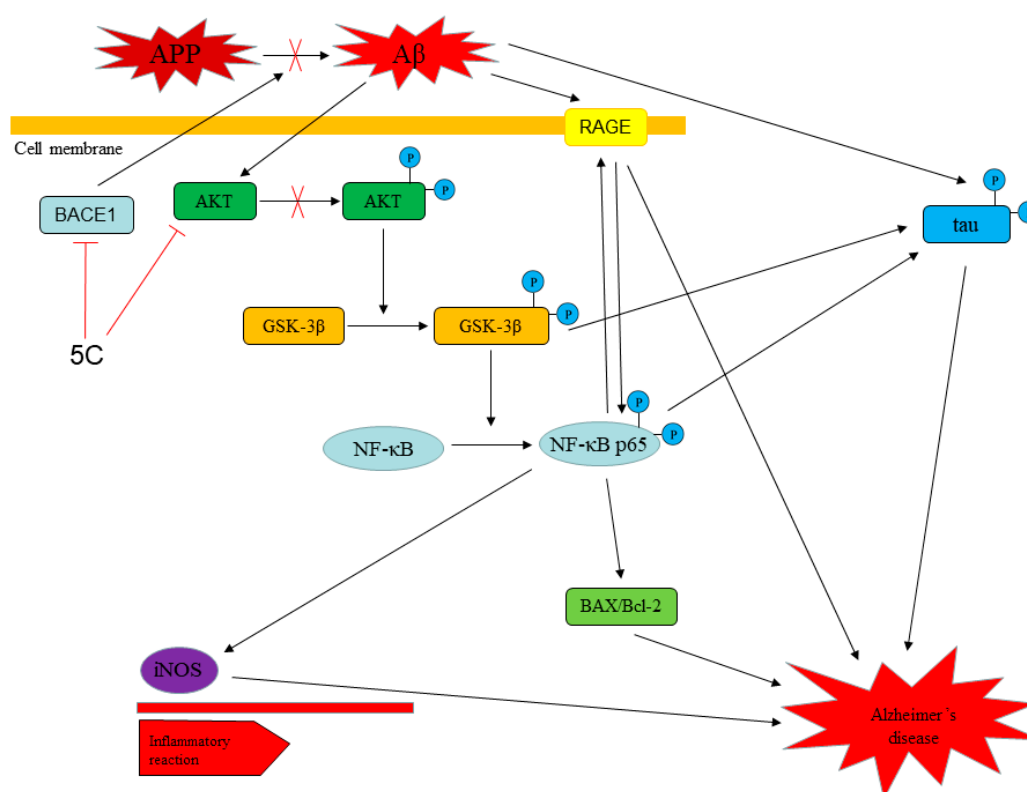 APP
Aβ
RAGE
Cell membrane
P
P
BACE1
AKT
AKT
P
P
tau
P
P
GSK-3β
GSK-3β
5C
P
P
NF-κB
NF-κB p65
BAX/Bcl-2
iNOS
Inflammatory
reaction
Alzheimer´s
disease